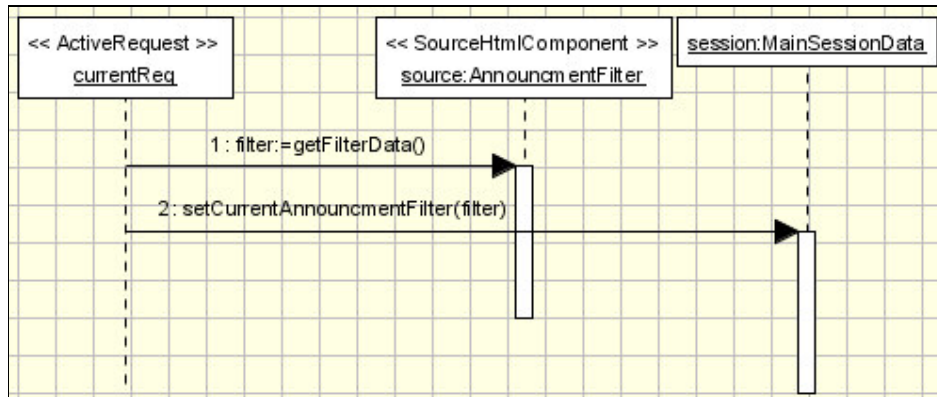 << ActiveRequest >>
currentReq
<< SourceHtmlComponent >>
source:AnnouncmentFilter
session:MainSessionData
1 : filter:=getFilterData()
2 : setCurrentAnnouncmentFilter(filter)